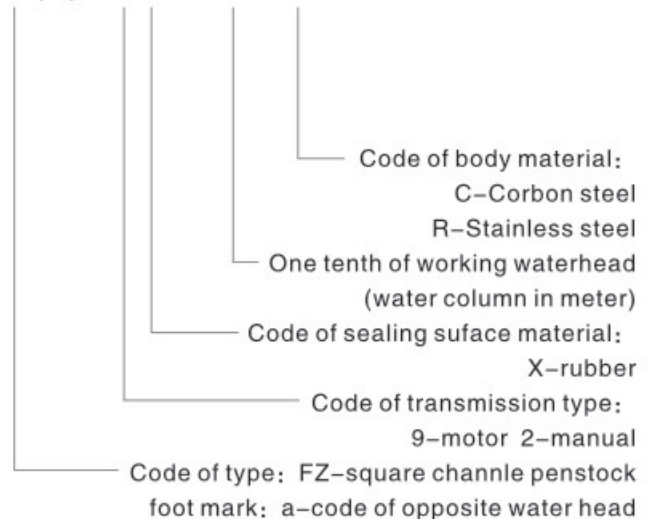 Code of body material:
C-Corbon steel
R-Stainless steel
One tenth of working waterhead
(water column in meter)
Code of sealing suface material:
X-rubber
Code of transmission type:
9-motor 2-manual
Code of type: FZ-square channle penstock
foot mark: a-code of opposite water head